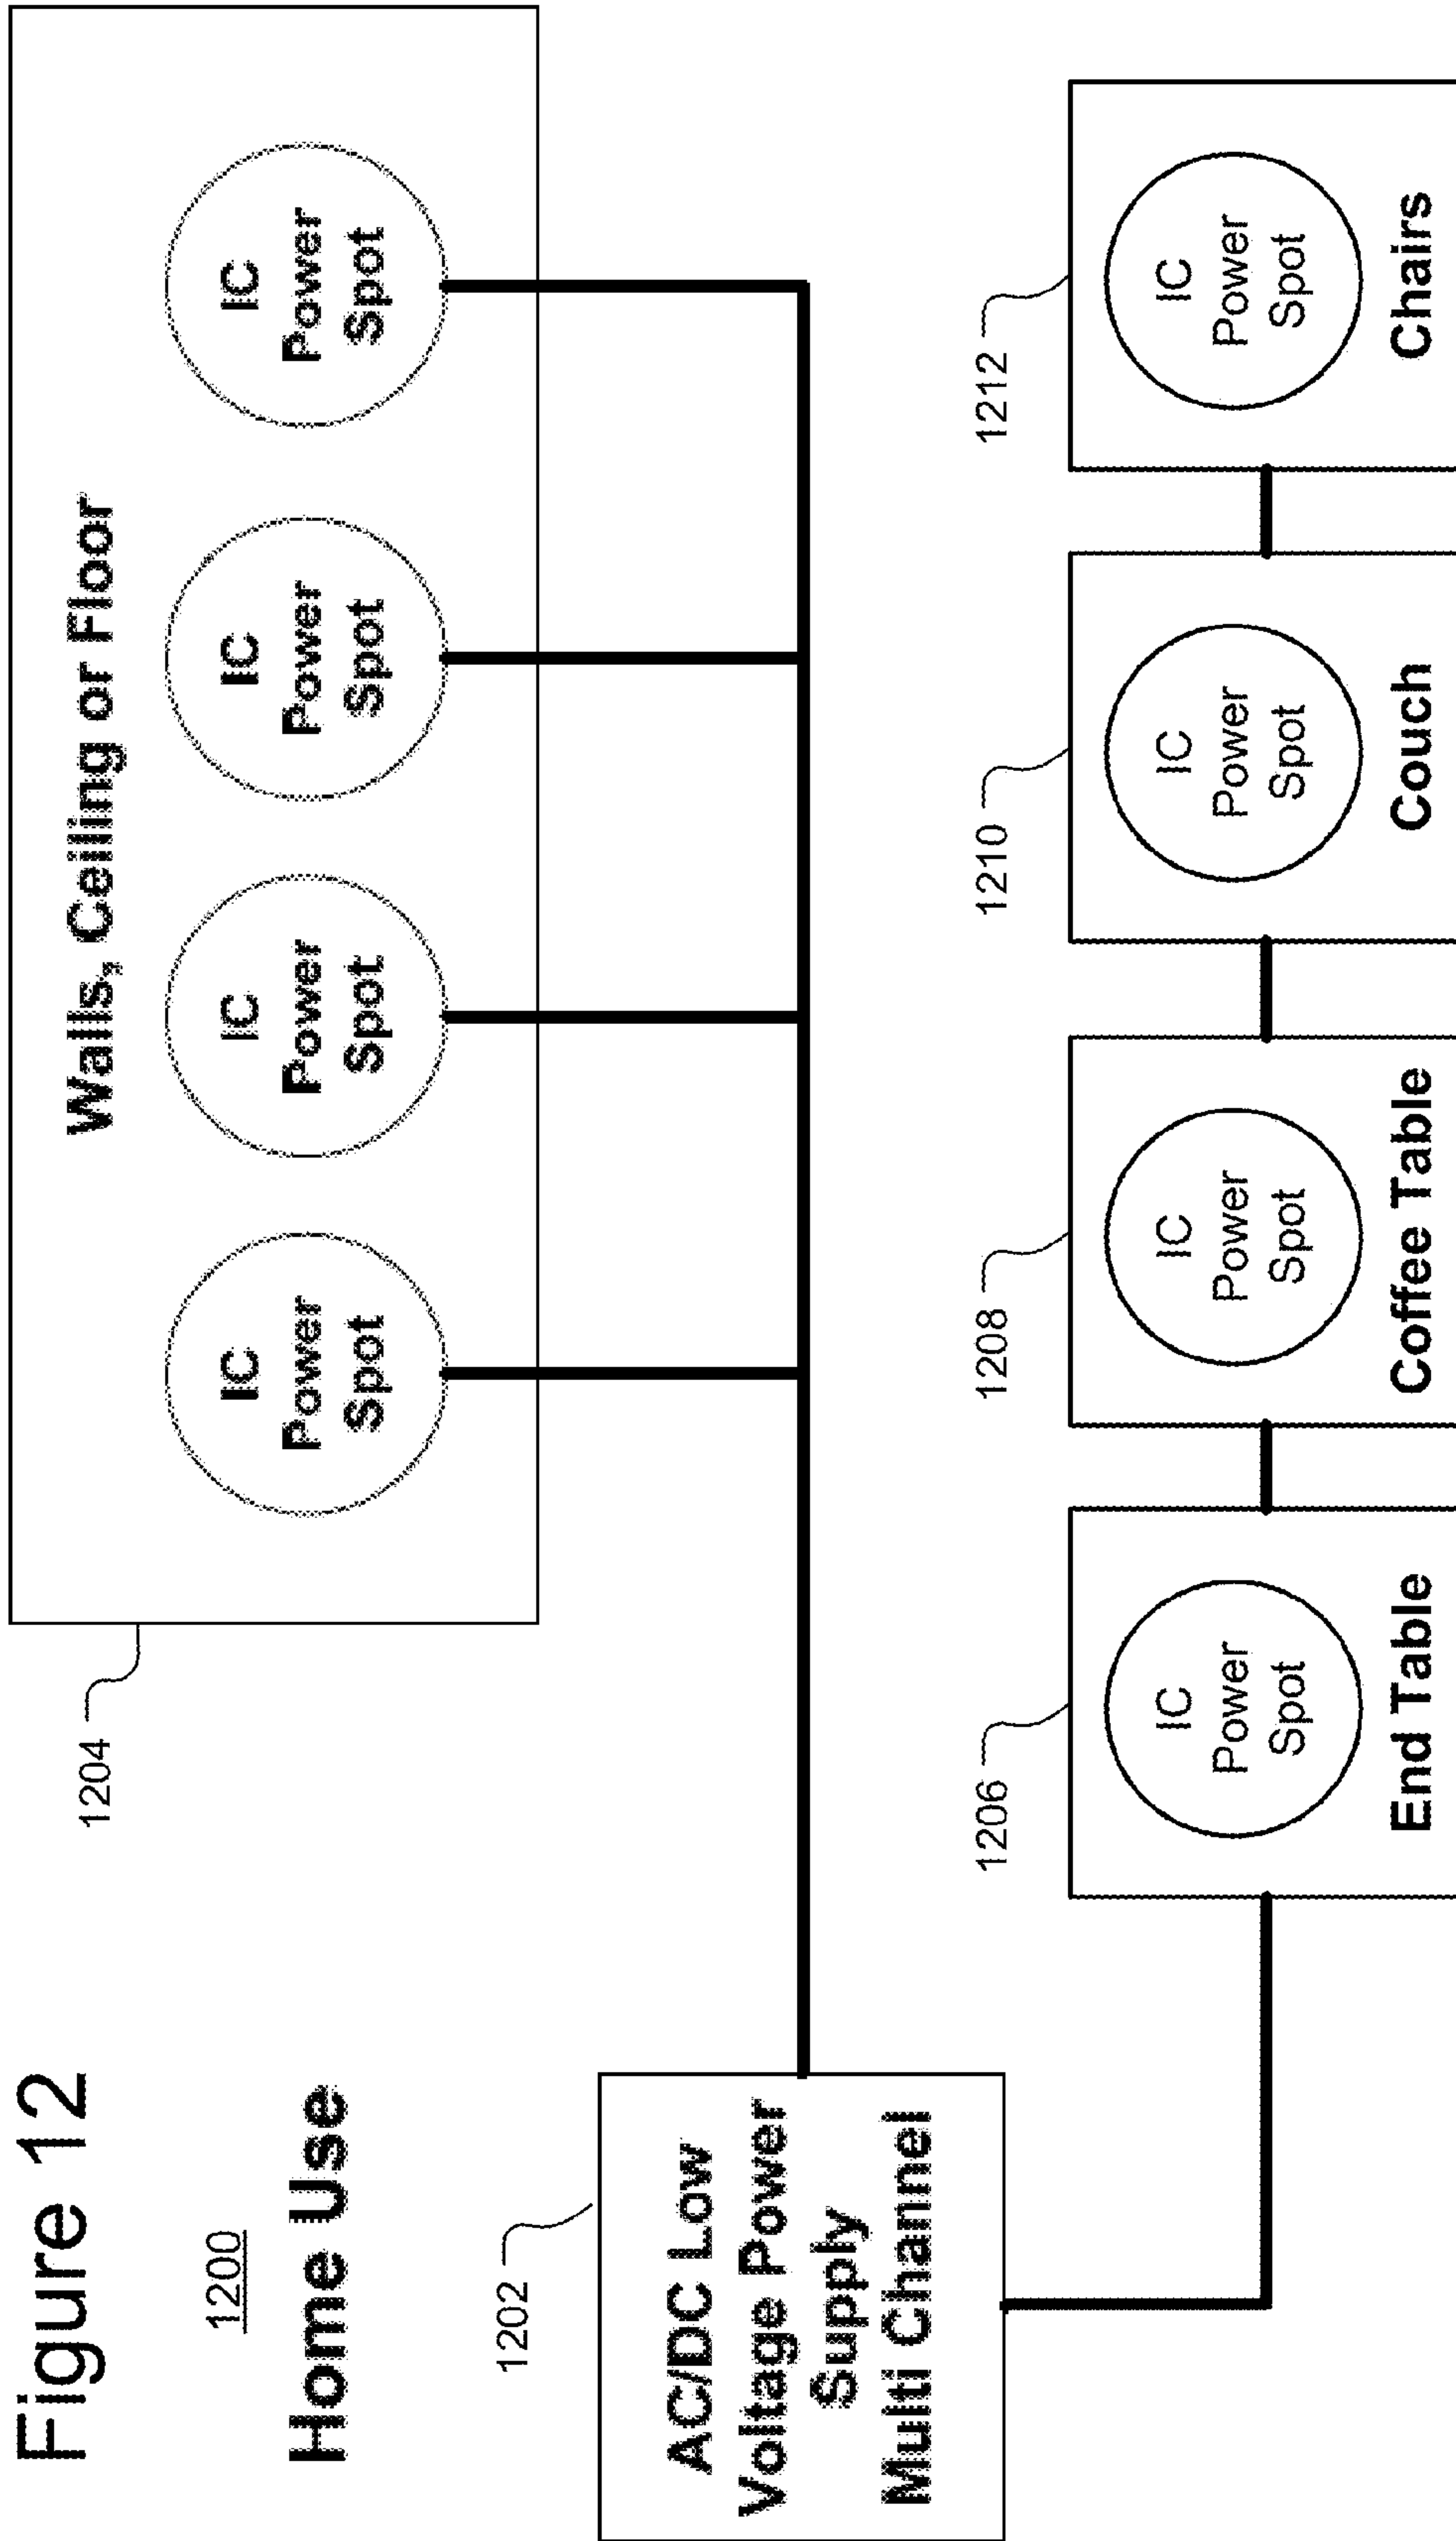 Figure 12
1200
Home Use
1202
AC/DC Low
Voltage Power
Supply
Multi Channel
1204
Walls, Ceiling or Floor
IC
Power
Spot
IC
Power
Spot
IC
Power
Spot
IC
Power
Spot
1206
IC
Power
Spot
End Table
1208
IC
Power
Spot
Coffee Table
1210
IC
Power
Spot
Couch
1212
IC
Power
Spot
Chairs